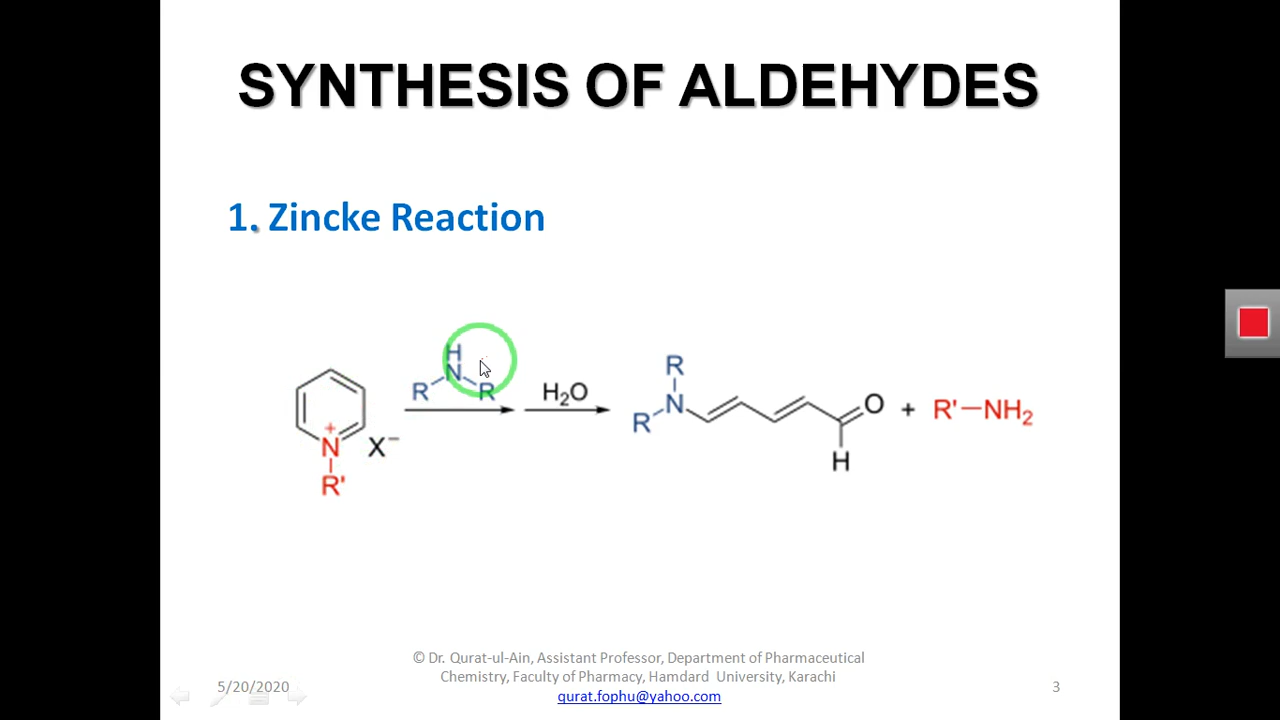 SYNTHESIS OF ALDEHYDES
1. Zincke Reaction
H
N
R R
H₂O
N⁺
R'
X⁻
R
R N
O
H
+ R'—NH₂
© Dr. Qurat-ul-Ain, Assistant Professor, Department of Pharmaceutical
Chemistry, Faculty of Pharmacy, Hamdard University, Karachi
qurat.fophu@yahoo.com
5/20/2020
3